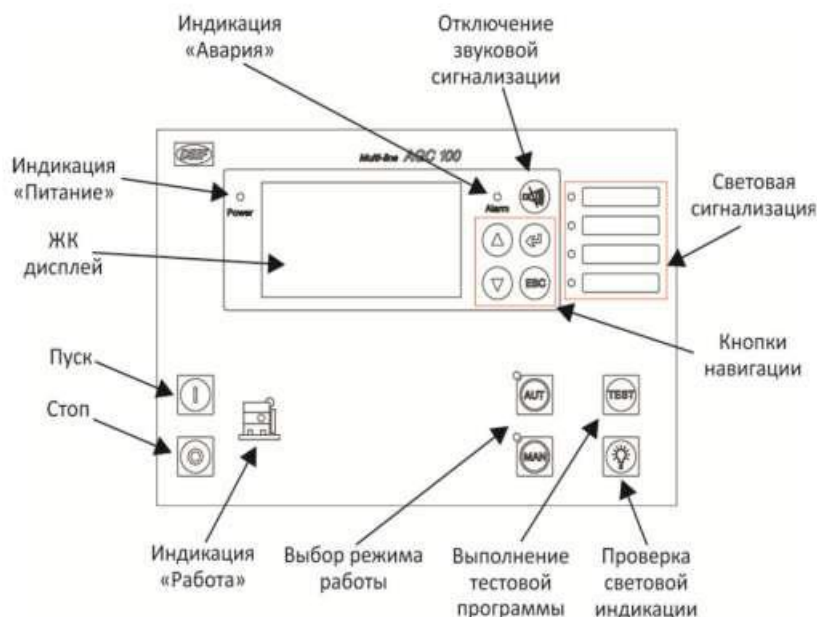 Индикация
«Авария»
Отключение
звуковой
сигнализации
DEIF
Multi-line AGC 100
Индикация
«Питание»
Power
Alarm
Световая
сигнализация
ЖК
дисплей
ESC
Кнопки
навигации
Пуск
Стоп
AUT
TEST
MAN
Индикация
«Работа»
Выбор режима
работы
Выполнение
тестовой
программы
Проверка
световой
индикации